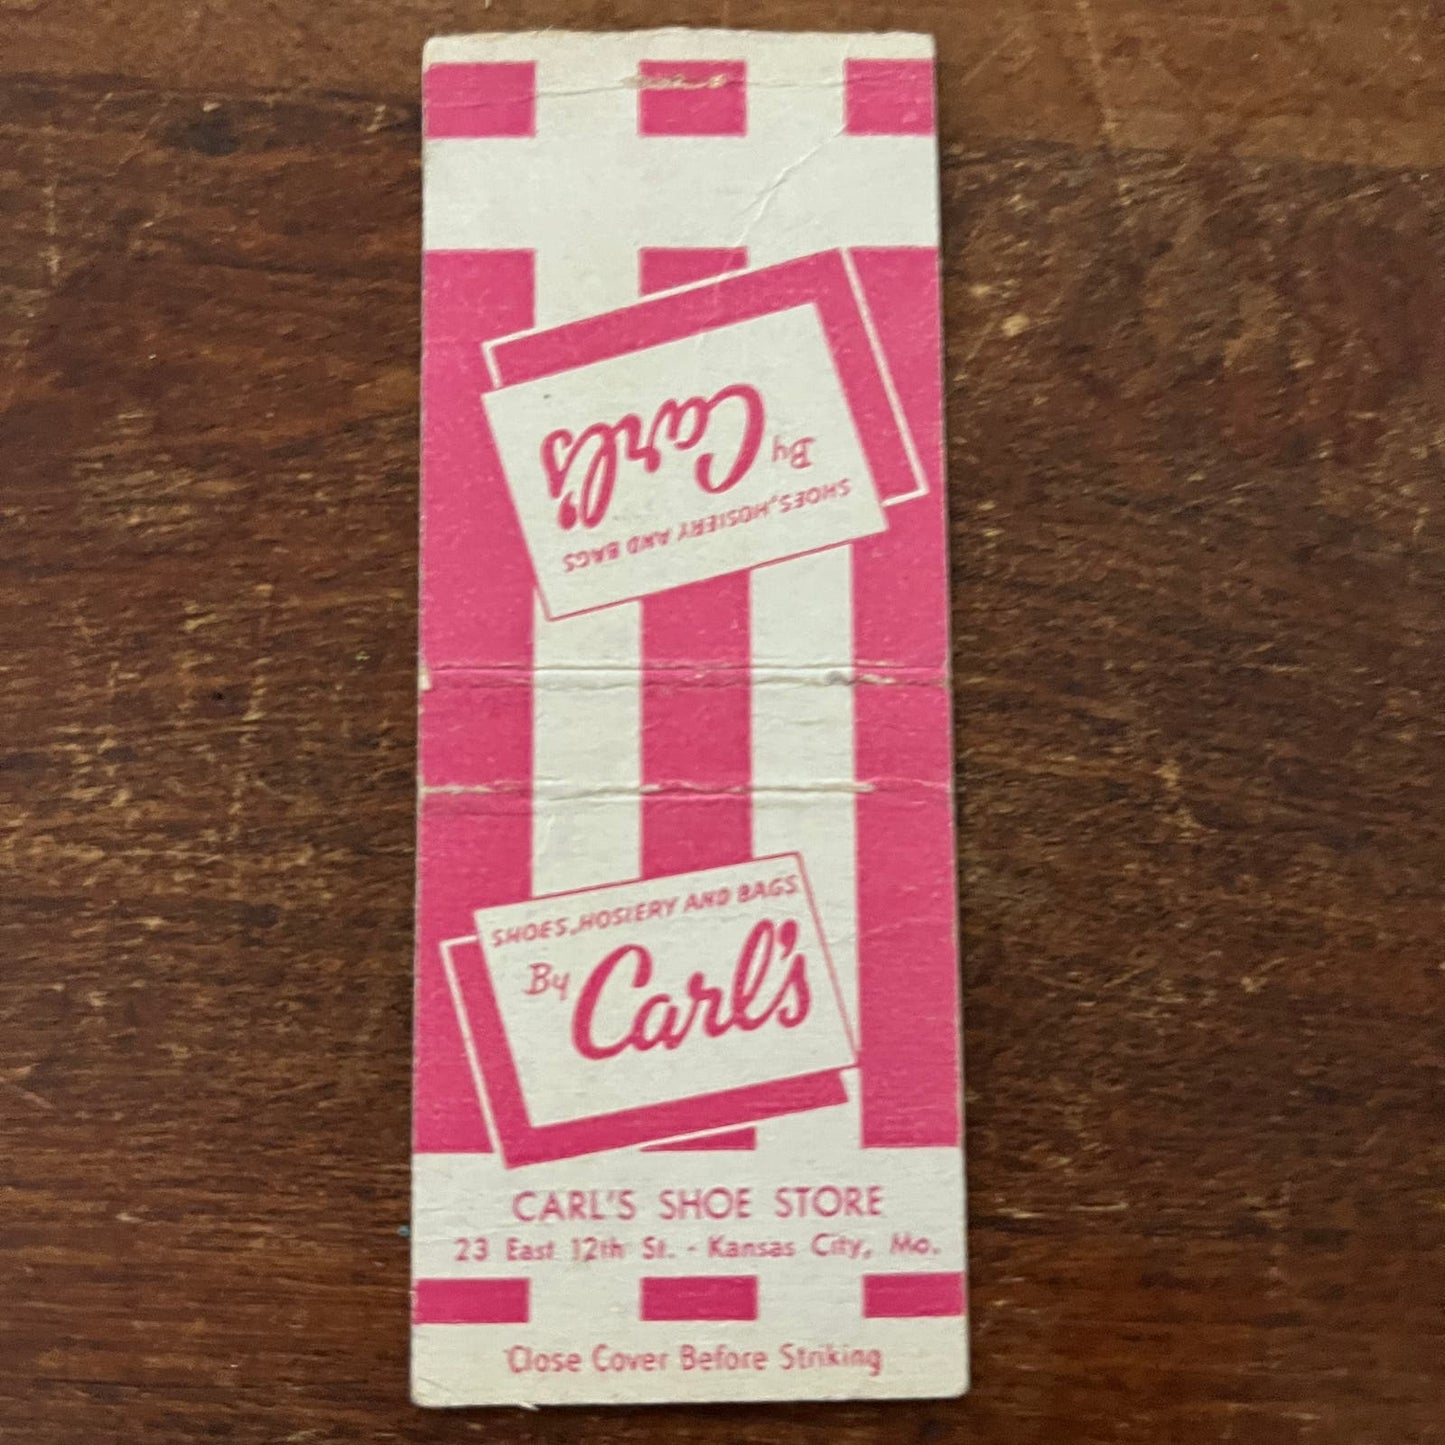 SHOES, HOSIERY AND BAGS
By Carl's
SHOES, HOSIERY AND BAGS
By Carl's
CARL'S SHOE STORE
23 East 12th St. - Kansas City, Mo.
Close Cover Before Striking